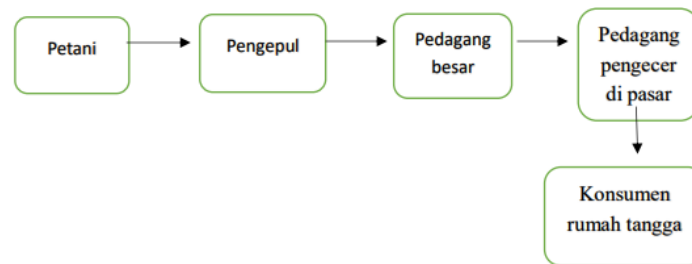 Petani
Pengepul
Pedagang
besar
Pedagang
pengecer
di pasar
Konsumen
rumah tangga